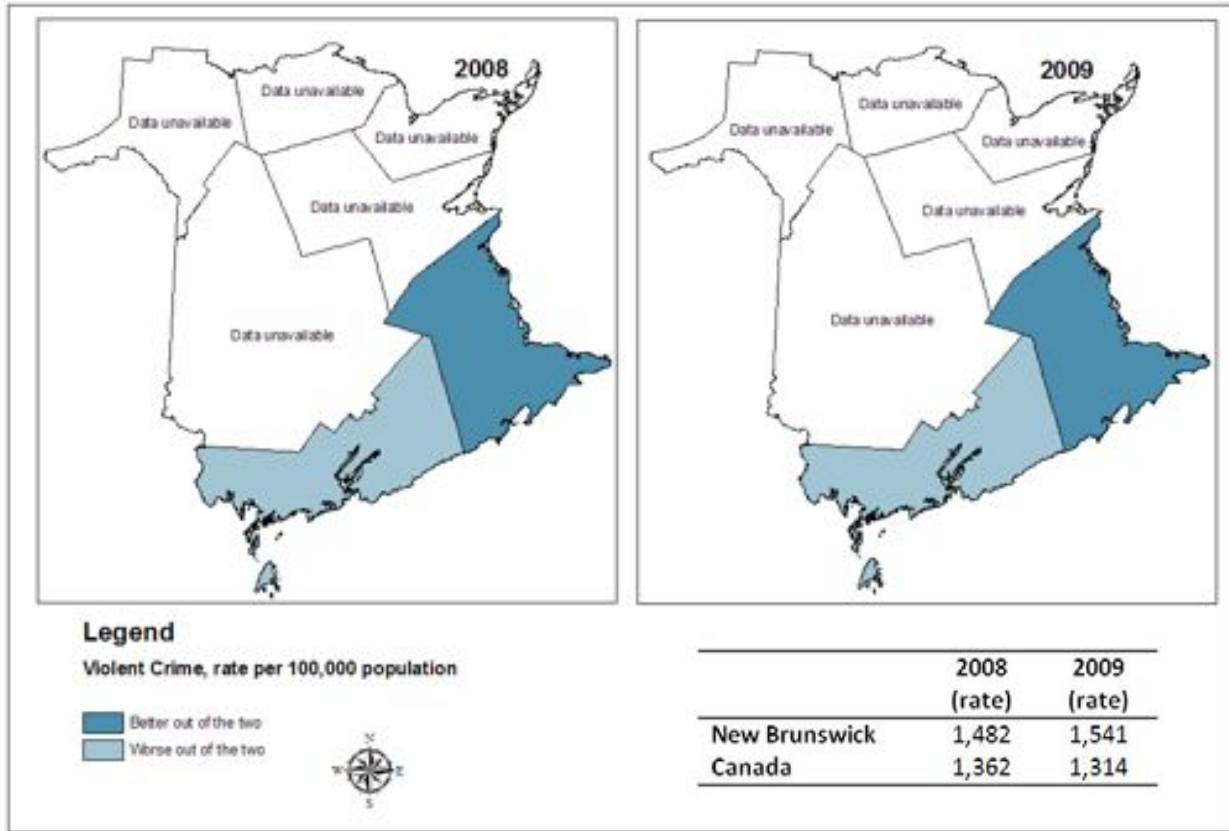 2008
Data unavailable
Data unavailable
Data unavailable
Data unavailable
Data unavailable
2009
Data unavailable
Data unavailable
Data unavailable
Data unavailable
Data unavailable
Legend
Violent Crime, rate per 100,000 population
Better out of the two
Worse out of the two
N
W E
S
2008 2009
(rate) (rate)
New Brunswick 1,482 1,541
Canada 1,362 1,314